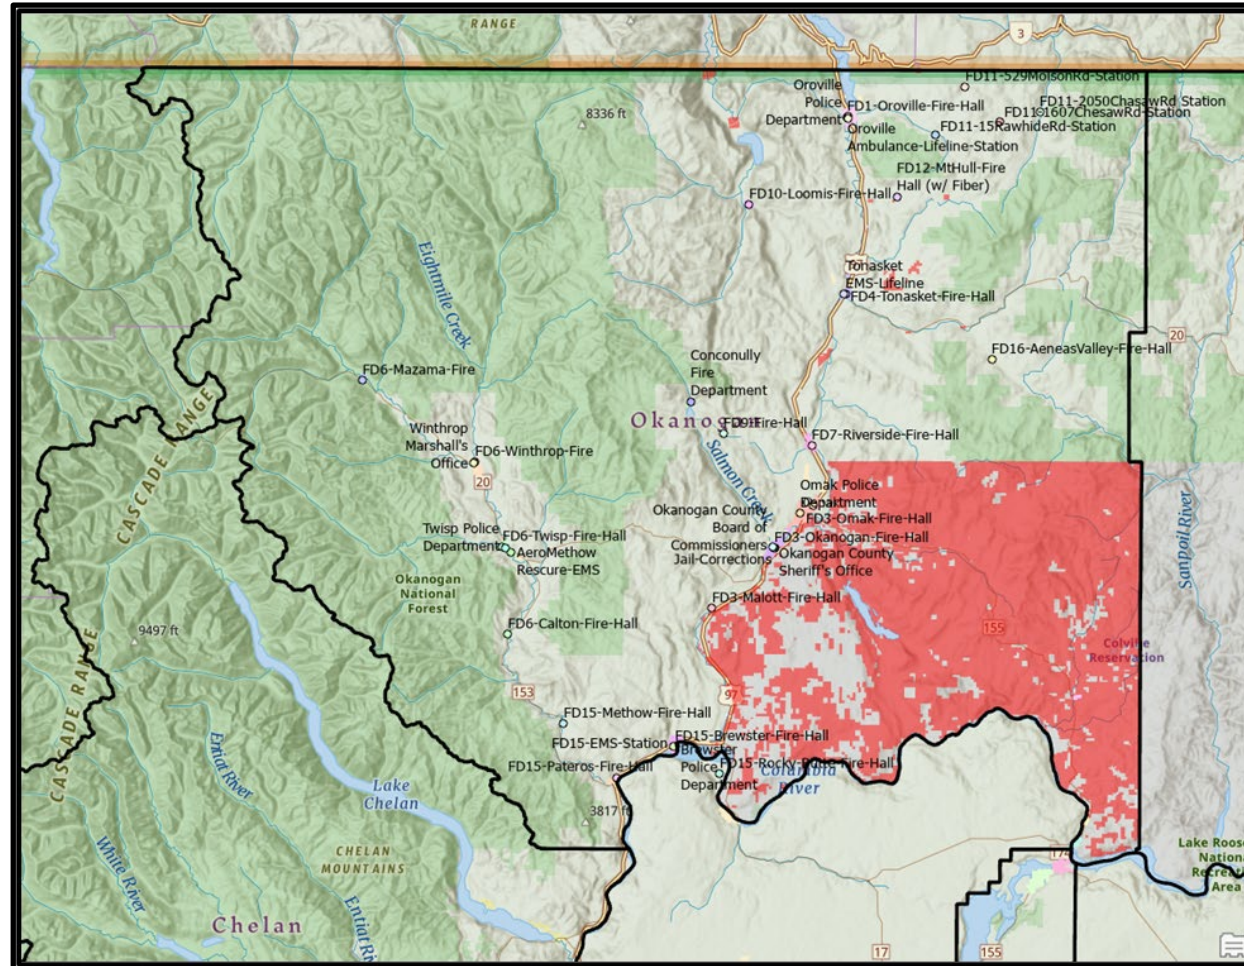 RANGE
3
8336 ft
Oroville
Police
Department
FD1-Oroville-Fire-Hall
Oroville
Ambulance-Lifeline-Station
FD11-529MolsonRd-Station
FD11-2050ChasawRd Station
FD11-1607ChesawRd-Station
FD11-15RawhideRd-Station
FD12-MtHull-Fire
Hall (w/ Fiber)
FD10-Loomis-Fire-Hall
Eightmile Creek
Tonasket
EMS-Lifeline
FD4-Tonasket-Fire-Hall
20
FD16-AeneasValley-Fire-Hall
FD6-Mazama-Fire
Conconully
Fire
Department
Okanogan
FD9-Fire-Hall
FD7-Riverside-Fire-Hall
Salmon Creek
CASCADE RANGE
Winthrop
Marshall's
Office
FD6-Winthrop-Fire
20
Omak Police
Department
FD3-Omak-Fire-Hall
Okanogan County
Board of
Commissioners
Jail-Corrections
FD3-Okanogan-Fire-Hall
Okanogan County
Sheriff's Office
Sanpoil River
Twisp Police
Department
FD6-Twisp-Fire-Hall
AeroMethow
Rescure-EMS
Okanogan
National
Forest
FD3-Malott-Fire-Hall
FD6-Calton-Fire-Hall
9497 ft
CASCADE RANGE
155
Colville
Reservation
153
97
FD15-Methow-Fire-Hall
FD15-EMS-Station
FD15-Brewster-Fire-Hall
Brewster
Police
Department
FD15-Rocky-Butte-Fire-Hall
Columbia
River
FD15-Pateros-Fire-Hall
Entiat River
Lake
Chelan
3817 ft
CHELAN
MOUNTAINS
White River
Entiat Ri
Chelan
174
Lake Roose
Nationa
Recreati
Area
17
155